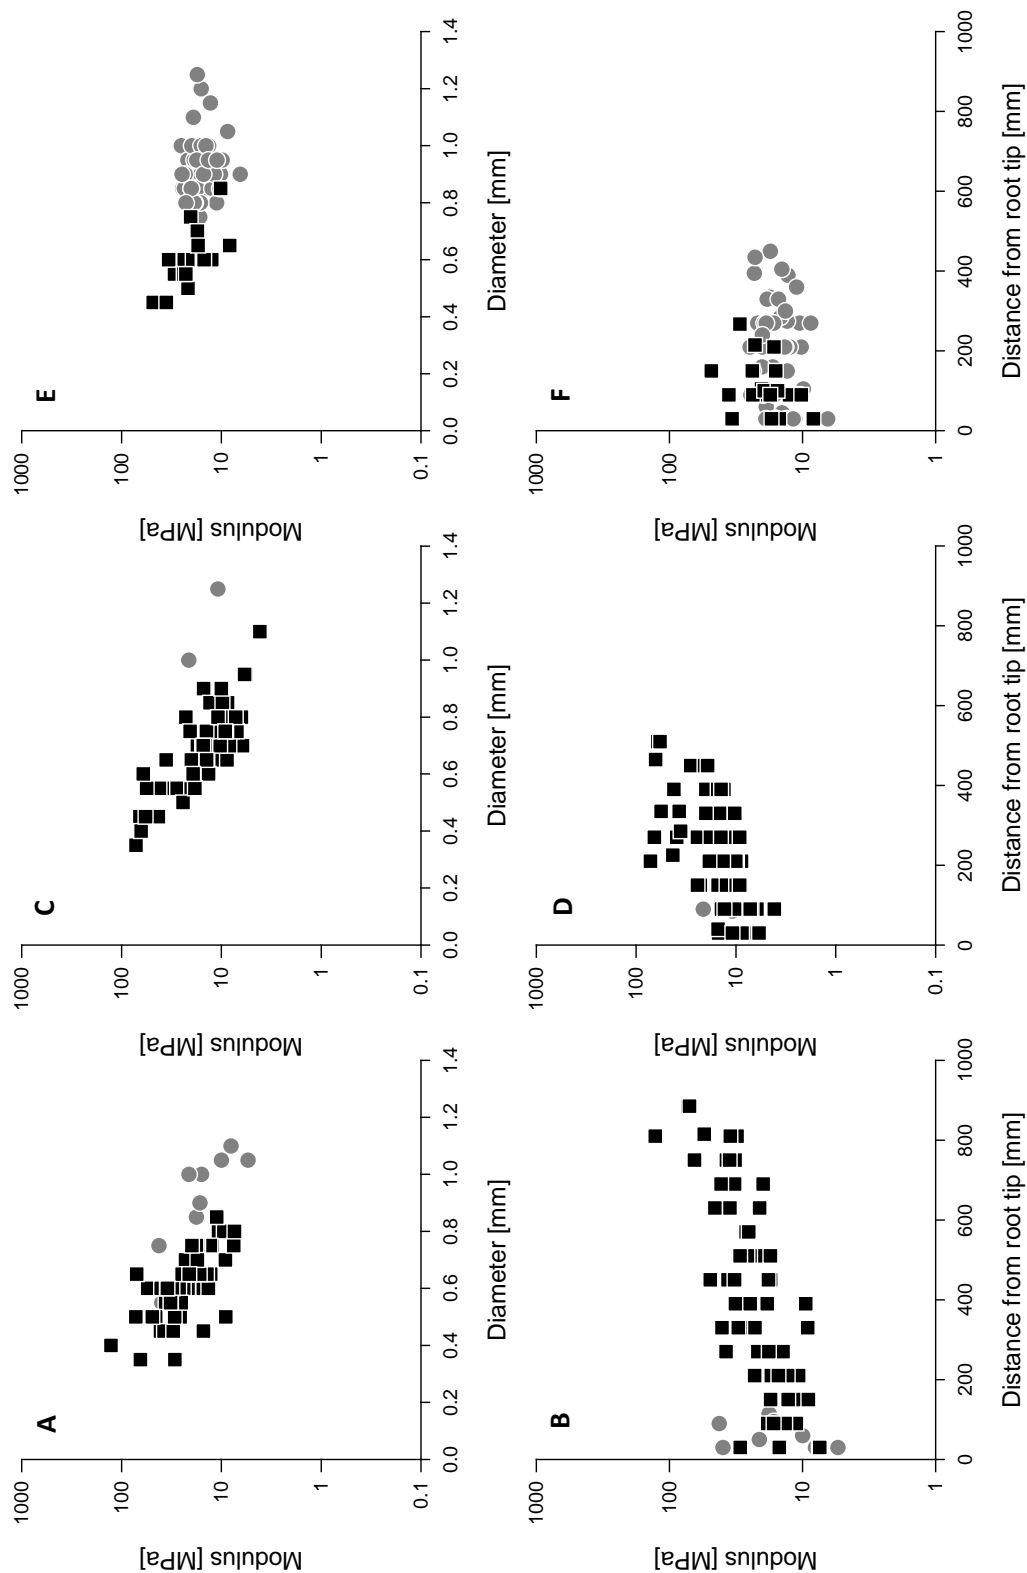 A
Modulus [MPa]
1000
100
10
1
0.1
0.0 0.2 0.4 0.6 0.8 1.0 1.2 1.4
Diameter [mm]
C
Modulus [MPa]
1000
100
10
1
0.1
0.0 0.2 0.4 0.6 0.8 1.0 1.2 1.4
Diameter [mm]
E
Modulus [MPa]
1000
100
10
1
0.1
0.0 0.2 0.4 0.6 0.8 1.0 1.2 1.4
Diameter [mm]
B
Modulus [MPa]
1000
100
10
1
0 200 400 600 800 1000
Distance from root tip [mm]
D
Modulus [MPa]
1000
100
10
1
0.1
0 200 400 600 800 1000
Distance from root tip [mm]
F
Modulus [MPa]
1000
100
10
1
0 200 400 600 800 1000
Distance from root tip [mm]